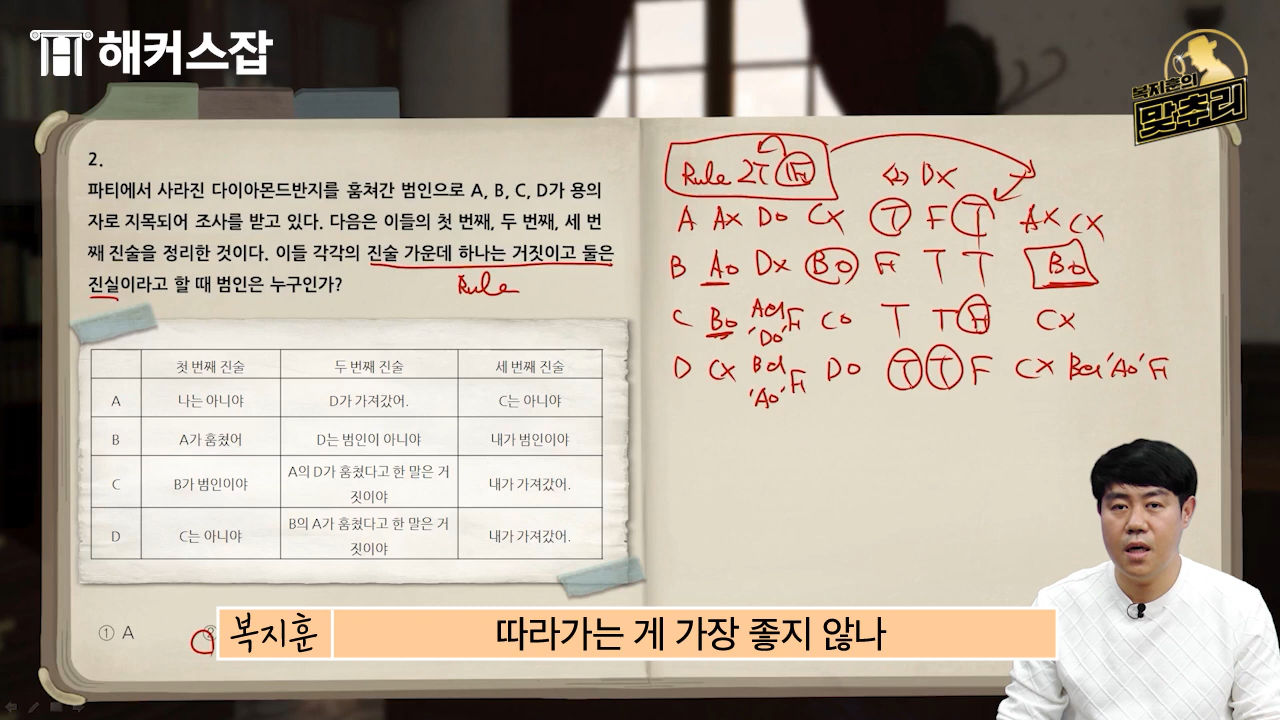 해커스잡
복지훈의
맞추리
2.
파티에서 사라진 다이아몬드반지를 훔쳐간 범인으로 A, B, C, D가 용의
자로 지목되어 조사를 받고 있다. 다음은 이들의 첫 번째, 두 번째, 세 번
째 진술을 정리한 것이다. 이들 각각의 진술 가운데 하나는 거짓이고 둘은
진실이라고 할 때 범인은 누구인가?
Rule
첫 번째 진술 두 번째 진술 세 번째 진술
A 나는 아니야 D가 가져갔어. C는 아니야
B A가 훔쳤어 D는 범인이 아니야 내가 범인이야
C B가 범인이야 A의 D가 훔쳤다고 한 말은 거
짓이야 내가 가져갔어.
D C는 아니야 B의 A가 훔쳤다고 한 말은 거
짓이야 내가 가져갔어.
① A
Rule 2T 1F Dx
A Ax Do Cx T F T Ax Cx
B Ao Dx Bo F T T Bo
C Bo A의 'Do' F Co T T F Cx
D Cx B의 'Ao' F Do T T F Cx B의 'Ao' F
복지훈 따라가는 게 가장 좋지 않나